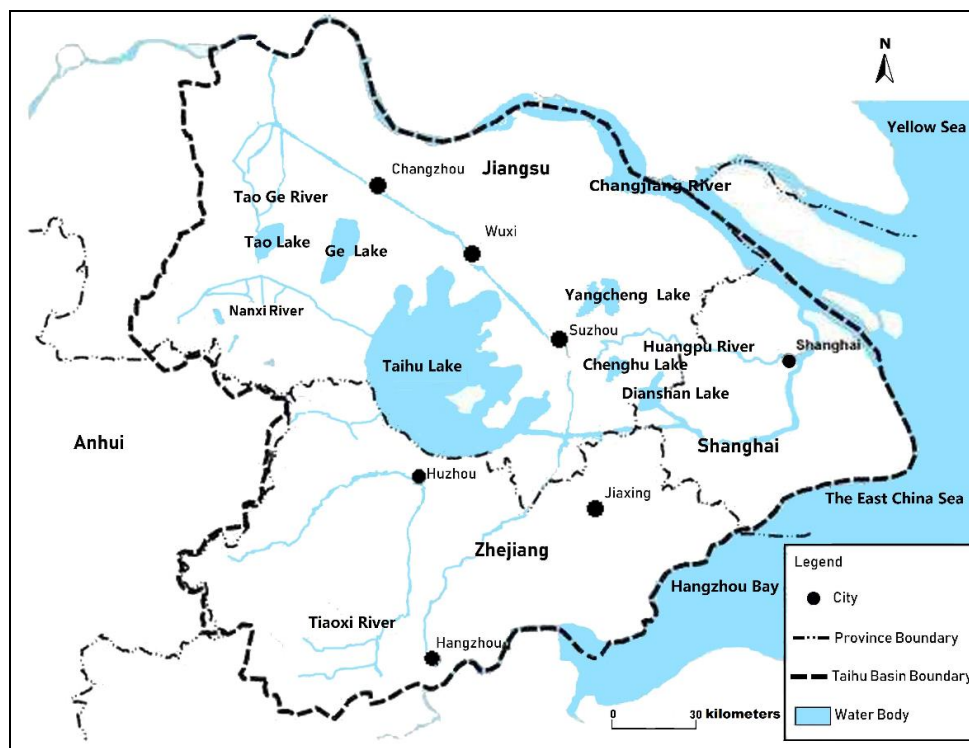 N
Yellow Sea
Jiangsu
Changzhou
Changjiang River
Tao Ge River
Wuxi
Tao Lake
Ge Lake
Yangcheng Lake
Nanxi River
Suzhou
Huangpu River
Shanghai
Taihu Lake
Chenghu Lake
Dianshan Lake
Anhui
Shanghai
Huzhou
Jiaxing
The East China Sea
Zhejiang
Hangzhou Bay
Tiaoxi River
Hangzhou
Legend
City
Province Boundary
Taihu Basin Boundary
Water Body
0 30 kilometers